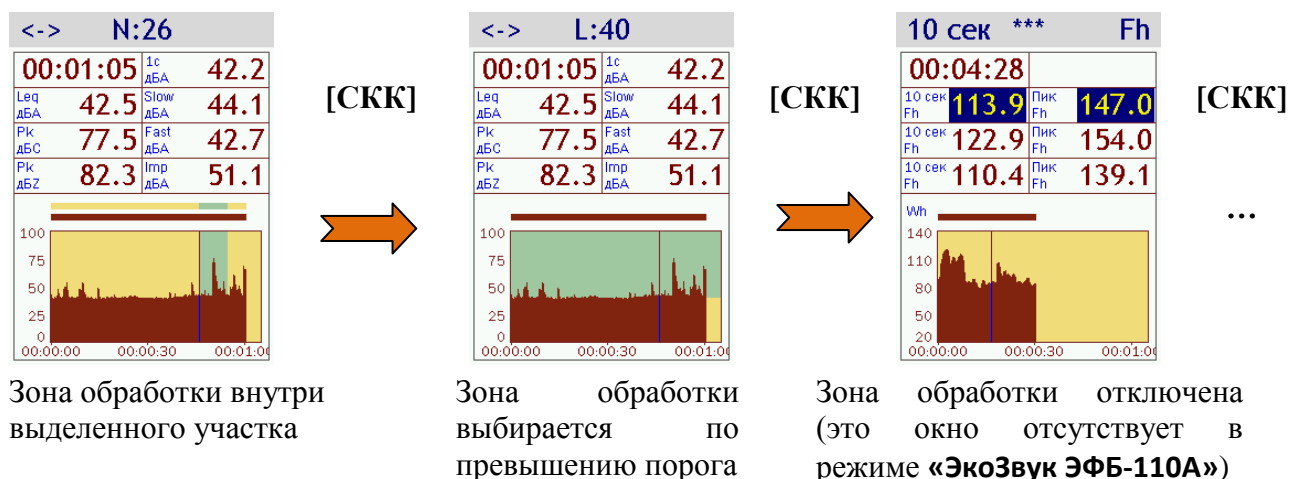 <-> N:26
00:01:05 1с дБА 42.2
Leq дБА 42.5 Slow дБА 44.1
Pk дБС 77.5 Fast дБА 42.7
Pk дБZ 82.3 Imp дБА 51.1
100
75
50
25
0
00:00:00 00:00:30 00:01:00
[СКК]
<-> L:40
00:01:05 1с дБА 42.2
Leq дБА 42.5 Slow дБА 44.1
Pk дБС 77.5 Fast дБА 42.7
Pk дБZ 82.3 Imp дБА 51.1
100
75
50
25
0
00:00:00 00:00:30 00:01:00
[СКК]
10 сек *** Fh
00:04:28
10 сек Fh 113.9 Пик Fh 147.0
10 сек Fh 122.9 Пик Fh 154.0
10 сек Fh 110.4 Пик Fh 139.1
Wh
140
110
80
50
20
00:00:00 00:00:30 00:01:00
[СКК]
...
Зона обработки внутри
выделенного участка
Зона обработки
выбирается по
превышению порога
Зона обработки отключена
(это окно отсутствует в
режиме «ЭкоЗвук ЭФБ-110А»)